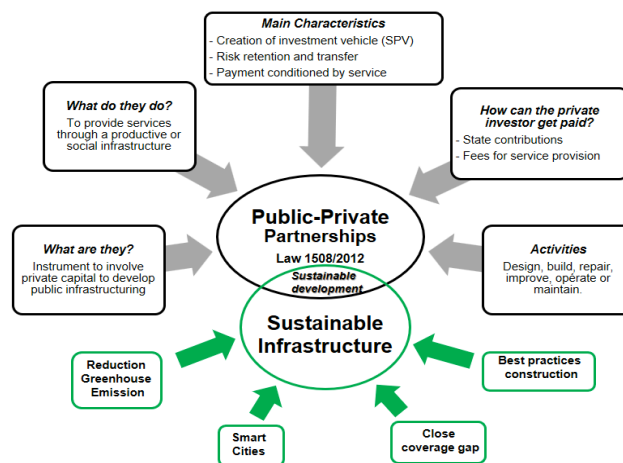 Main Characteristics
- Creation of investment vehicle (SPV)
- Risk retention and transfer
- Payment conditioned by service
What do they do?
To provide services
through a productive or
social infrastructure
How can the private
investor get paid?
- State contributions
- Fees for service provision
What are they?
Instrument to involve
private capital to develop
public infrastructuring
Public-Private
Partnerships
Law 1508/2012
Sustainable
development
Activities
Design, build, repair,
improve, opérate or
maintain.
Sustainable
Infrastructure
Reduction
Greenhouse
Emission
Best practices
construction
Smart
Cities
Close
coverage gap